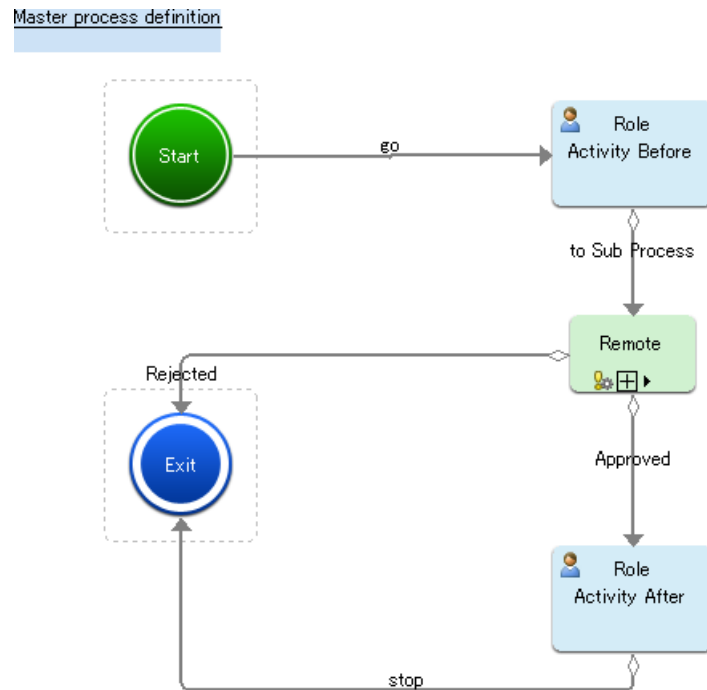 Master process definition
Start
go
Role
Activity Before
to Sub Process
Remote
Rejected
Exit
Approved
Role
Activity After
stop